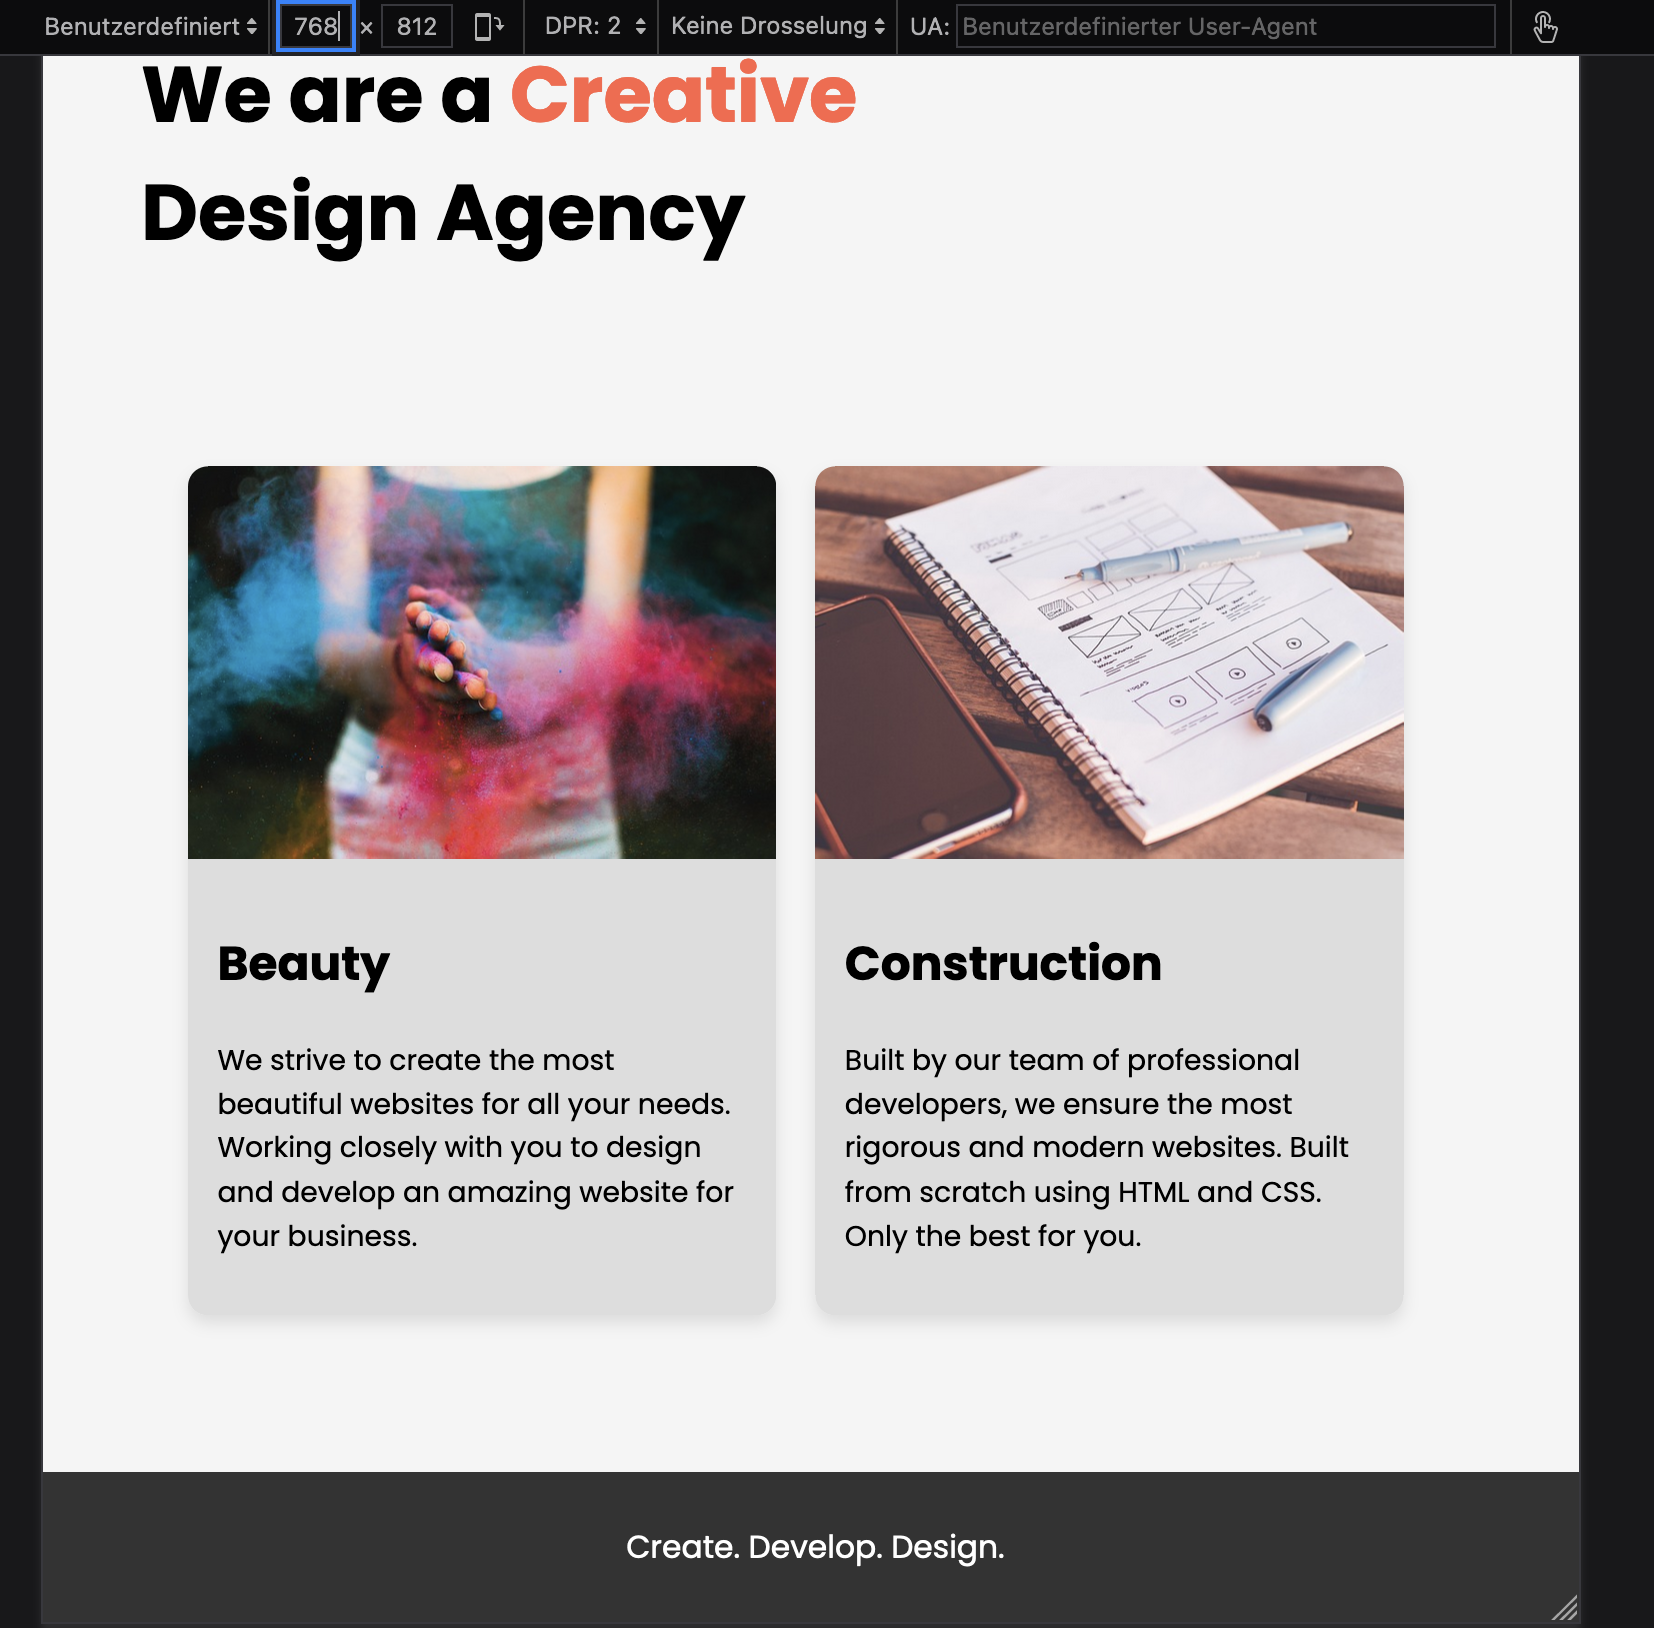 Benutzerdefiniert 768 × 812 DPR: 2 Keine Drosselung UA: Benutzerdefinierter User-Agent
We are a Creative
Design Agency
Beauty
We strive to create the most
beautiful websites for all your needs.
Working closely with you to design
and develop an amazing website for
your business.
Construction
Built by our team of professional
developers, we ensure the most
rigorous and modern websites. Built
from scratch using HTML and CSS.
Only the best for you.
Create. Develop. Design.